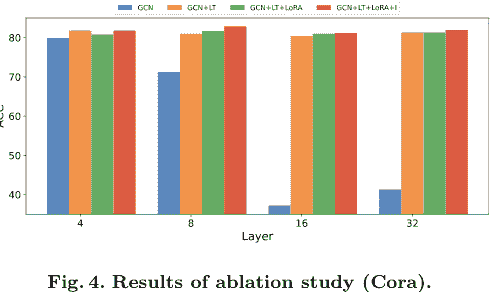 GCN GCN+LT GCN+LT+LoRA GCN+LT+LoRA+I
80
70
60
50
40
Acc
4 8 16 32
Layer
Fig. 4. Results of ablation study (Cora).